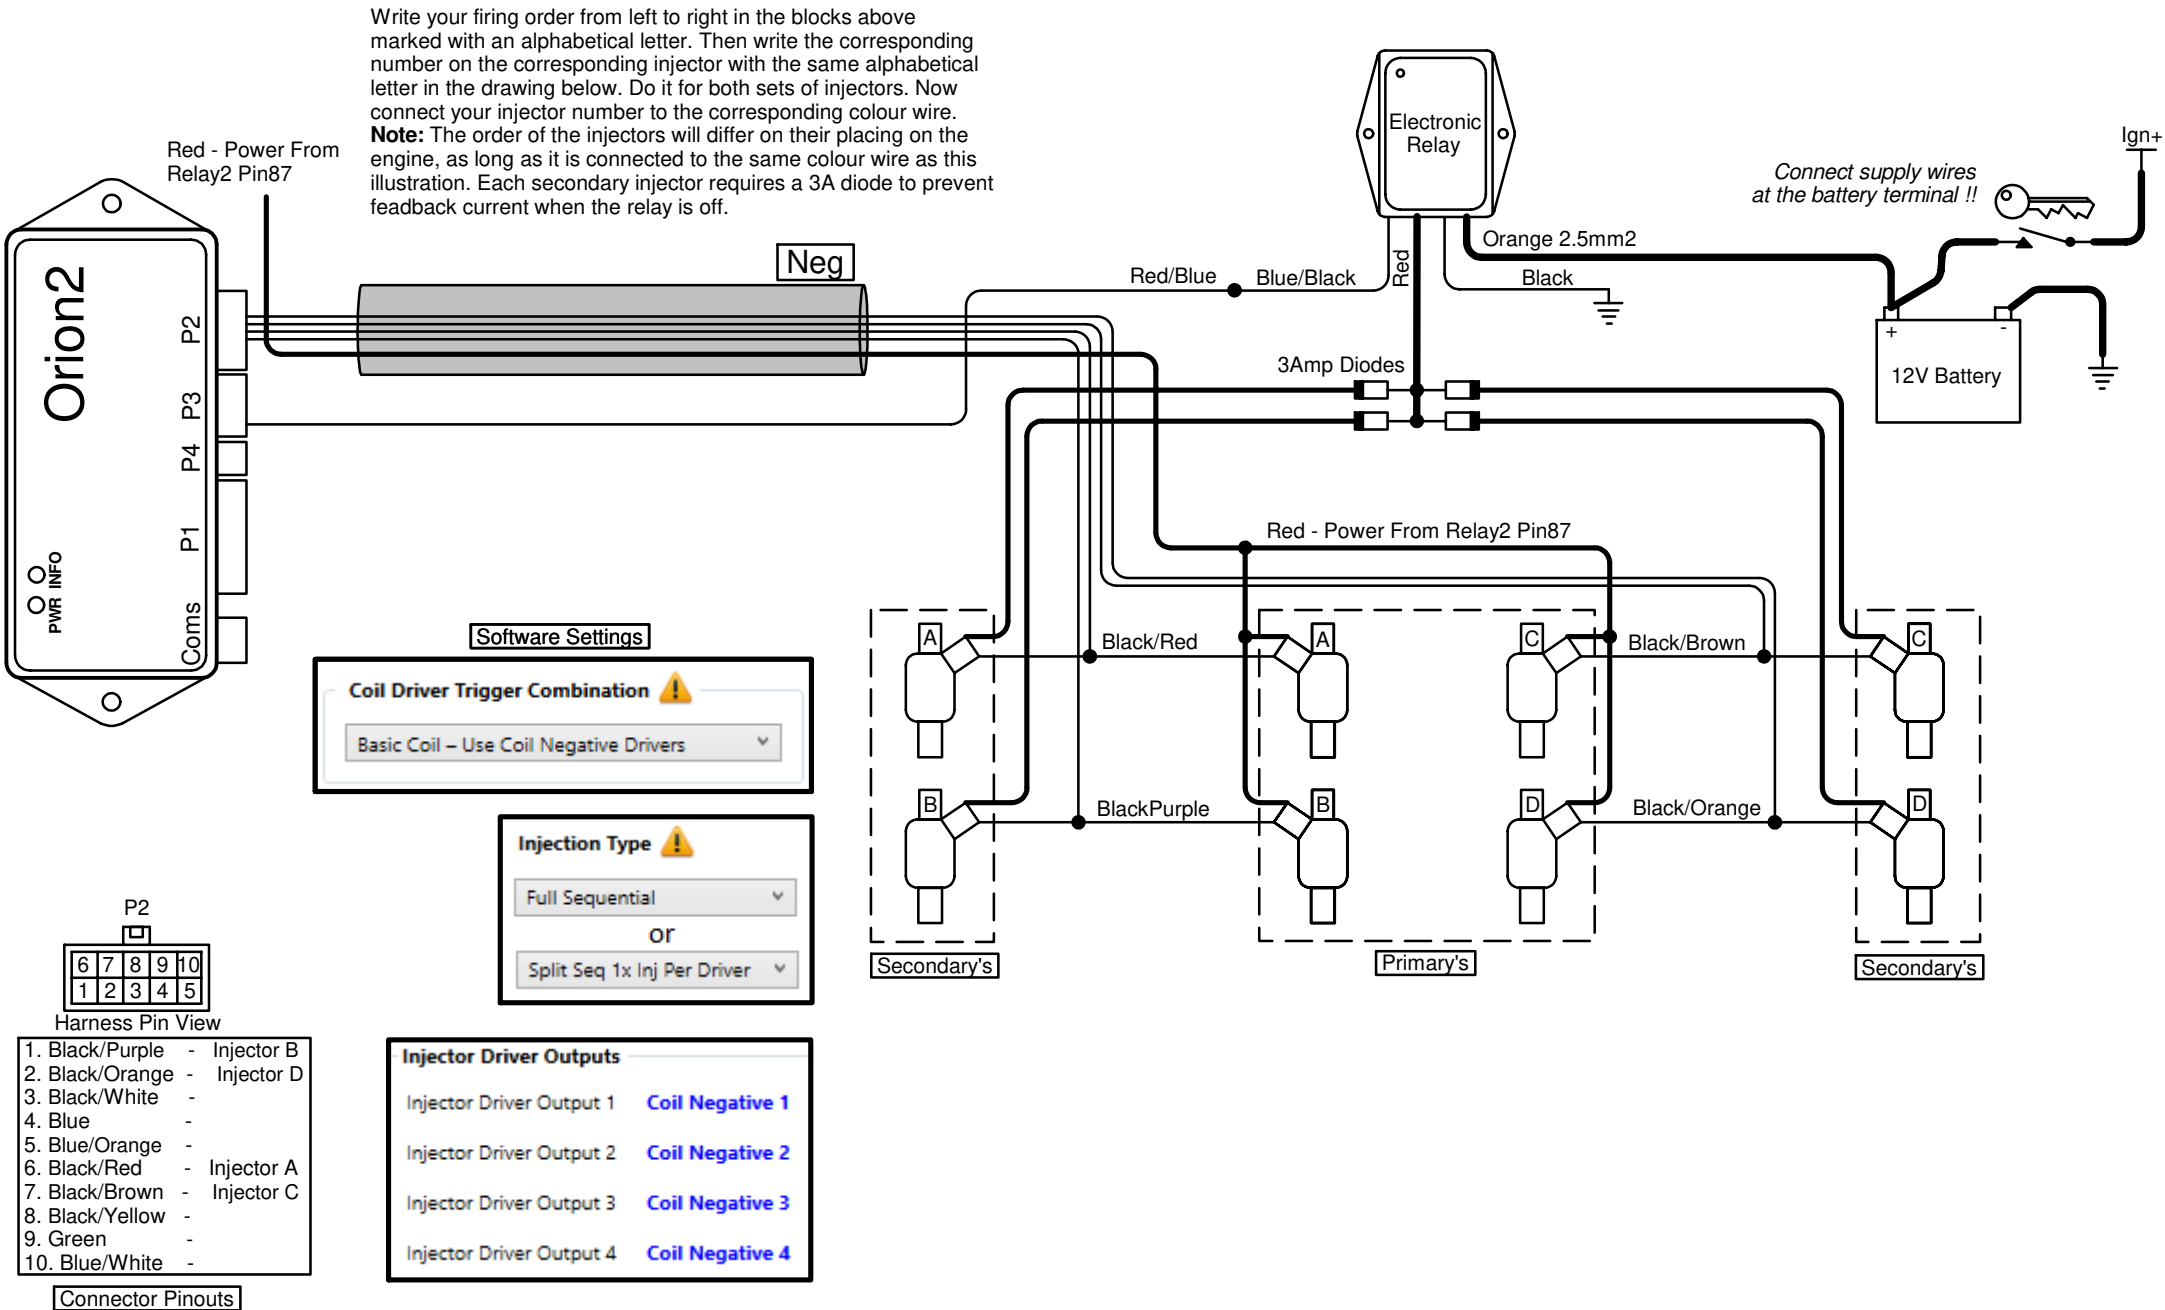 Write your firing order from left to right in the blocks above
marked with an alphabetical letter. Then write the corresponding
number on the corresponding injector with the same alphabetical
letter in the drawing below. Do it for both sets of injectors. Now
connect your injector number to the corresponding colour wire.
Note: The order of the injectors will differ on their placing on the
engine, as long as it is connected to the same colour wire as this
illustration. Each secondary injector requires a 3A diode to prevent
feadback current when the relay is off.
Red - Power From
Relay2 Pin87
Orion2
P2
P3
P4
P1
Coms
PWR INFO
Neg
Red/Blue
Blue/Black
Red
Electronic
Relay
Orange 2.5mm2
Black
Connect supply wires
at the battery terminal !!
Ign+
+ -
12V Battery
3Amp Diodes
Red - Power From Relay2 Pin87
A
Black/Red
A
C
Black/Brown
C
B
BlackPurple
B
D
Black/Orange
D
Secondary's
Primary's
Secondary's
Software Settings
Coil Driver Trigger Combination
Basic Coil – Use Coil Negative Drivers
Injection Type
Full Sequential
or
Split Seq 1x Inj Per Driver
Injector Driver Outputs
Injector Driver Output 1 Coil Negative 1
Injector Driver Output 2 Coil Negative 2
Injector Driver Output 3 Coil Negative 3
Injector Driver Output 4 Coil Negative 4
P2
6 7 8 9 10
1 2 3 4 5
Harness Pin View
1. Black/Purple - Injector B
2. Black/Orange - Injector D
3. Black/White -
4. Blue -
5. Blue/Orange -
6. Black/Red - Injector A
7. Black/Brown - Injector C
8. Black/Yellow -
9. Green -
10. Blue/White -
Connector Pinouts